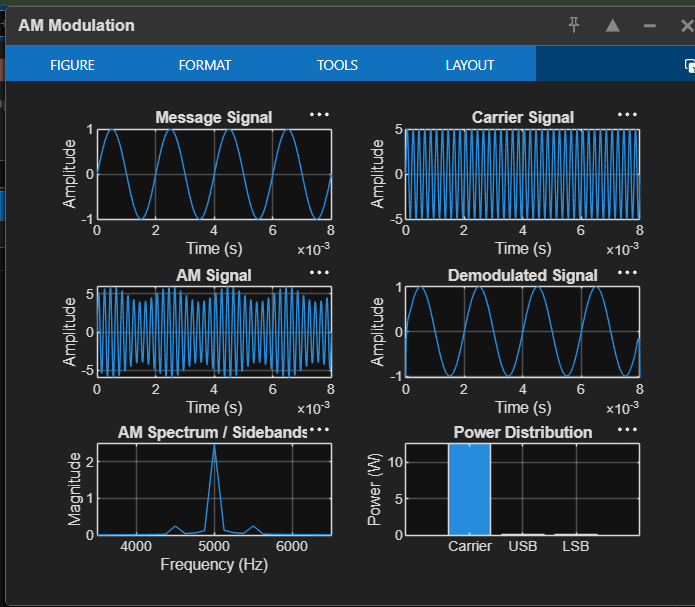 AM Modulation
FIGURE FORMAT TOOLS LAYOUT
Message Signal
Amplitude
1
0
-1
0 2 4 6 8
Time (s) ×10⁻³
Carrier Signal
Amplitude
5
0
-5
0 2 4 6 8
Time (s) ×10⁻³
AM Signal
Amplitude
5
0
-5
0 2 4 6 8
Time (s) ×10⁻³
Demodulated Signal
Amplitude
1
0
-1
0 2 4 6 8
Time (s) ×10⁻³
AM Spectrum / Sidebands
Magnitude
2
1
0
4000 5000 6000
Frequency (Hz)
Power Distribution
Power (W)
10
5
0
Carrier USB LSB